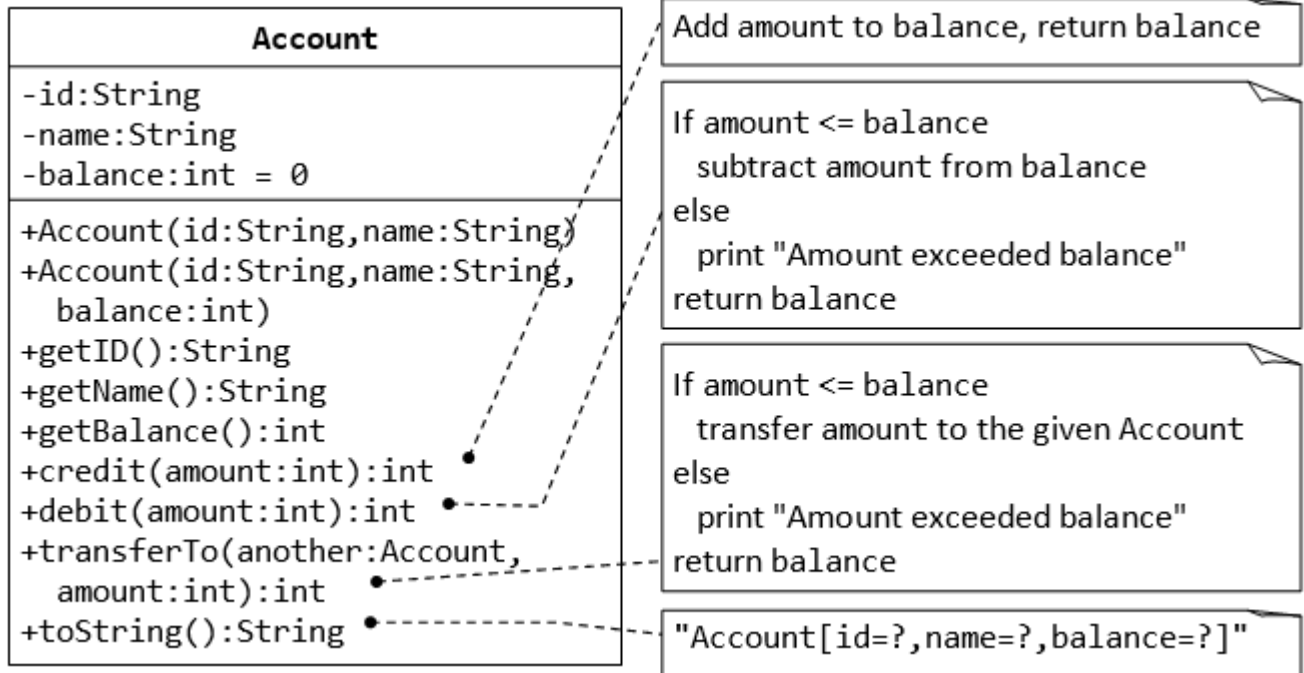 Account
-id:String
-name:String
-balance:int = 0
+Account(id:String,name:String)
+Account(id:String,name:String,
balance:int)
+getID():String
+getName():String
+getBalance():int
+credit(amount:int):int
+debit(amount:int):int
+transferTo(another:Account,
amount:int):int
+toString():String
Add amount to balance, return balance
If amount <= balance
subtract amount from balance
else
print "Amount exceeded balance"
return balance
If amount <= balance
transfer amount to the given Account
else
print "Amount exceeded balance"
return balance
"Account[id=?,name=?,balance=?]"